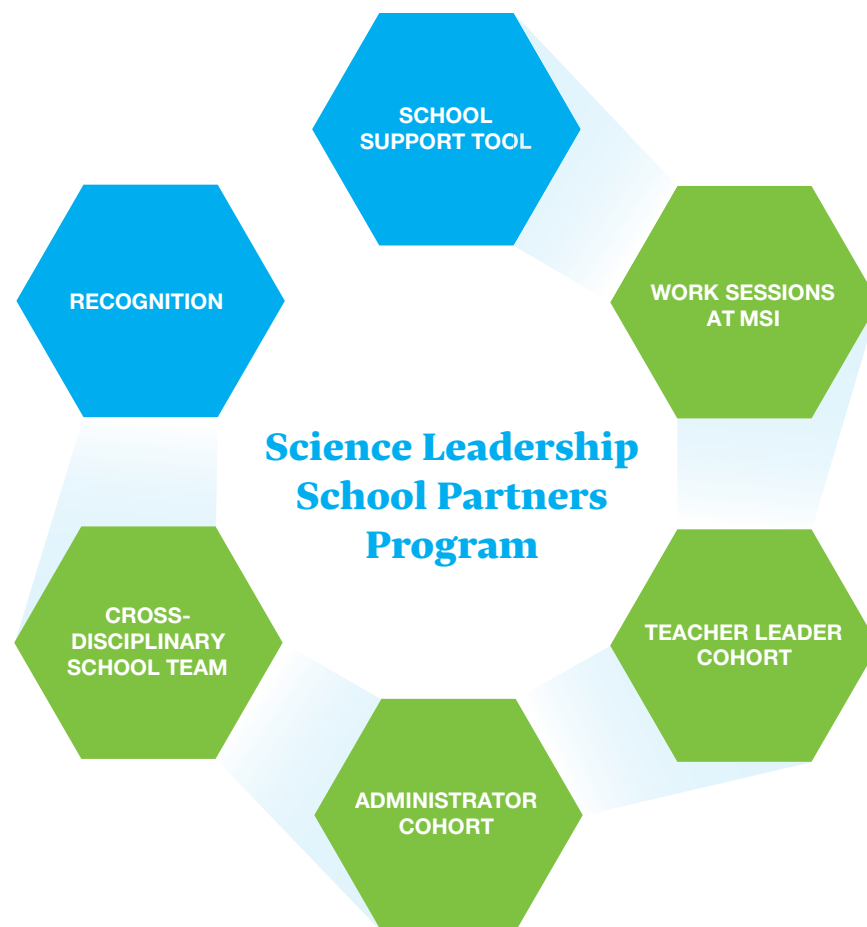 SCHOOL
SUPPORT TOOL
WORK SESSIONS
AT MSI
TEACHER LEADER
COHORT
ADMINISTRATOR
COHORT
CROSS-
DISCIPLINARY
SCHOOL TEAM
RECOGNITION
Science Leadership
School Partners
Program